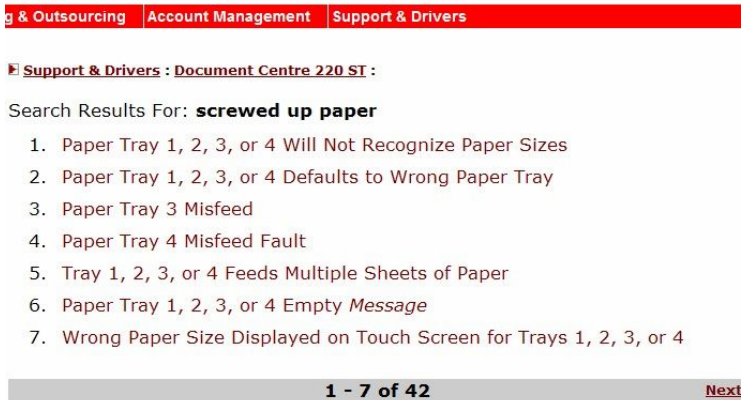 g & Outsourcing Account Management Support & Drivers
Support & Drivers : Document Centre 220 ST :
Search Results For: screwed up paper
1. Paper Tray 1, 2, 3, or 4 Will Not Recognize Paper Sizes
2. Paper Tray 1, 2, 3, or 4 Defaults to Wrong Paper Tray
3. Paper Tray 3 Misfeed
4. Paper Tray 4 Misfeed Fault
5. Tray 1, 2, 3, or 4 Feeds Multiple Sheets of Paper
6. Paper Tray 1, 2, 3, or 4 Empty Message
7. Wrong Paper Size Displayed on Touch Screen for Trays 1, 2, 3, or 4
1 - 7 of 42 Next